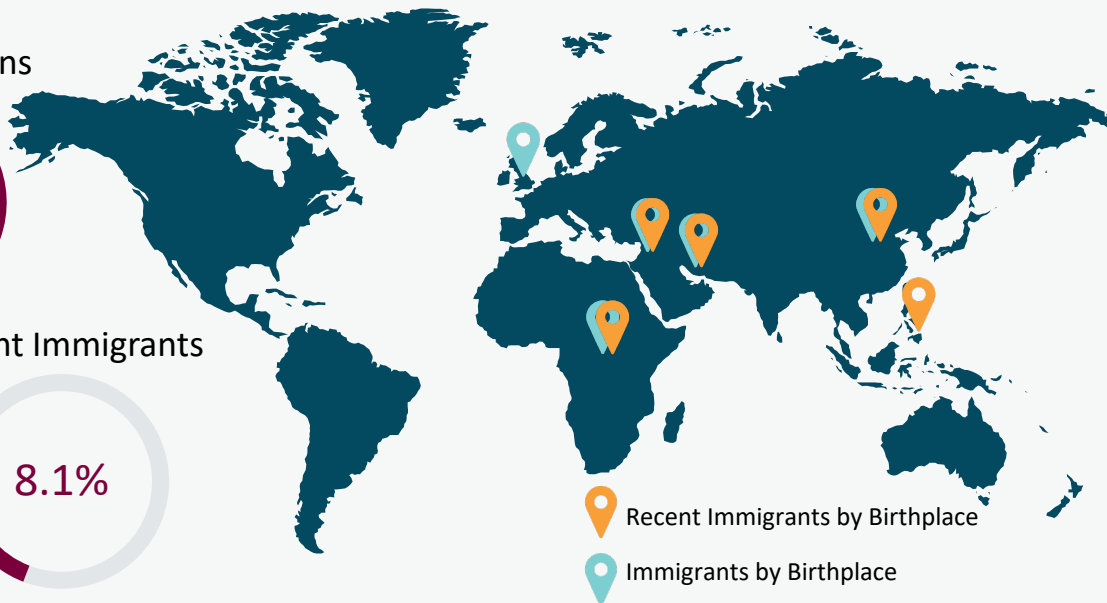 ns
nt Immigrants
8.1%
Recent Immigrants by Birthplace
Immigrants by Birthplace